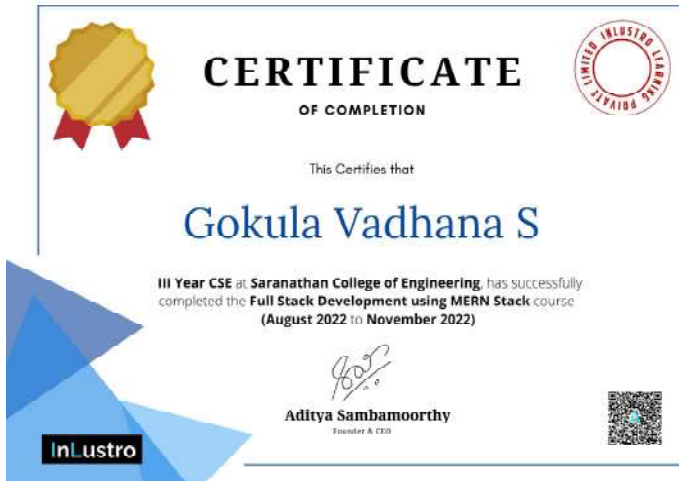 CERTIFICATE
INLUSTRO LEARNING PRIVATE LIMITED
OF COMPLETION
This Certifies that
Gokula Vadhana S
III Year CSE at Saranathan College of Engineering, has successfully
completed the Full Stack Development using MERN Stack course
(August 2022 to November 2022)
Aditya Sambamoorthy
Founder & CEO
InLustro